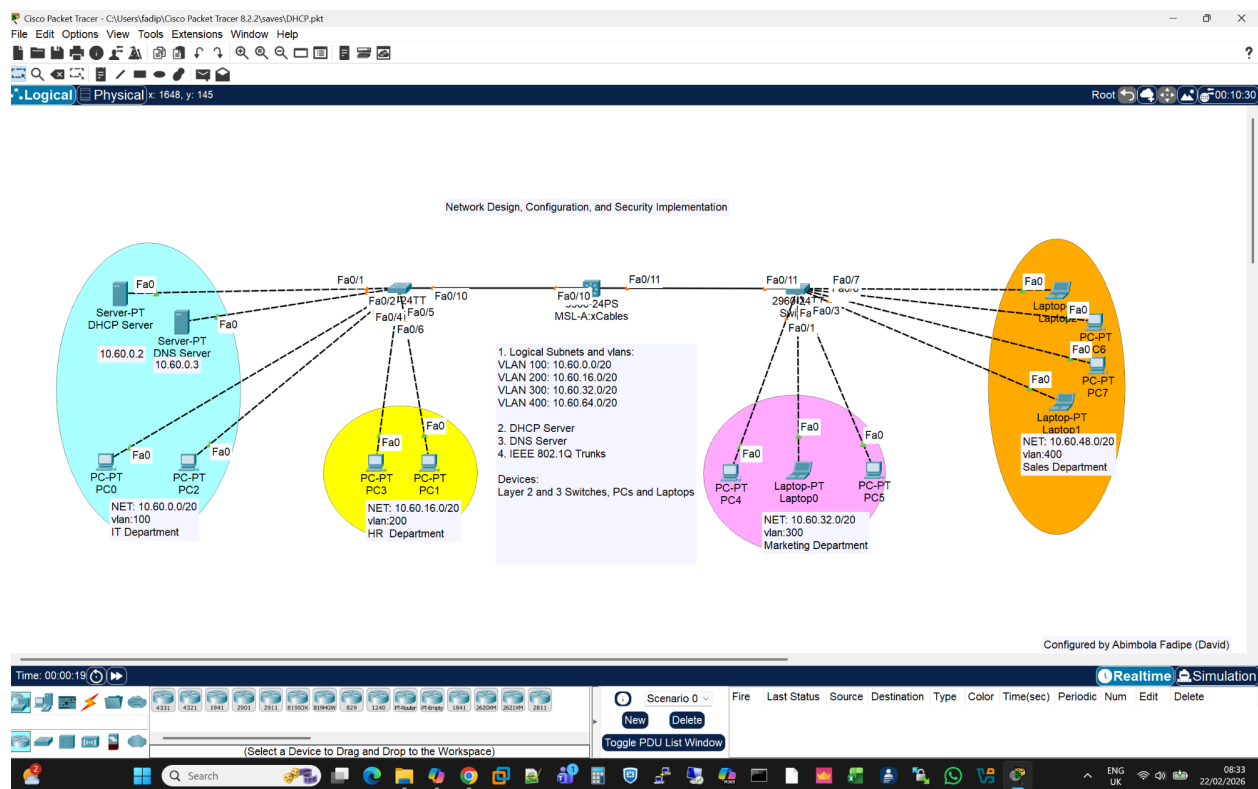 Cisco Packet Tracer - C:\Users\fadip\Cisco Packet Tracer 8.2.2\saves\DHCP.pkt
File Edit Options View Tools Extensions Window Help
?
Logical Physical x: 1648, y: 145
Root 00:10:30
Network Design, Configuration, and Security Implementation
Fa0
Server-PT
DHCP Server
10.60.0.2
Fa0
Server-PT
DNS Server
10.60.0.3
Fa0
PC-PT
PC0
Fa0
PC-PT
PC2
NET: 10.60.0.0/20
vlan:100
IT Department
Fa0/1
24TT
Fa0/2
Fa0/10
Fa0/4
Fa0/5
Fa0/6
Fa0
PC-PT
PC3
Fa0
PC-PT
PC1
NET: 10.60.16.0/20
vlan:200
HR Department
Fa0/10
Fa0/11
24PS
MSL-A:xCables
1. Logical Subnets and vlans:
VLAN 100: 10.60.0.0/20
VLAN 200: 10.60.16.0/20
VLAN 300: 10.60.32.0/20
VLAN 400: 10.60.64.0/20
2. DHCP Server
3. DNS Server
4. IEEE 802.1Q Trunks
Devices:
Layer 2 and 3 Switches, PCs and Laptops
Fa0/11
Fa0/7
Fa0/3
Fa0/1
Fa0
PC-PT
PC4
Fa0
Laptop-PT
Laptop0
Fa0
PC-PT
PC5
NET: 10.60.32.0/20
vlan:300
Marketing Department
Fa0
Fa0
PC-PT
Fa0
PC-PT
PC7
Fa0
Laptop-PT
Laptop1
NET: 10.60.48.0/20
vlan:400
Sales Department
Configured by Abimbola Fadipe (David)
Time: 00:00:19
Realtime Simulation
4331 4321 1941 2901 2911 819IOX 819HGW 829 1240 PT-Router PT-Empty 1841 2620XM 2621XM 2811
(Select a Device to Drag and Drop to the Workspace)
Scenario 0
New Delete
Toggle PDU List Window
Fire Last Status Source Destination Type Color Time(sec) Periodic Num Edit Delete
Search
ENG
UK
08:33
22/02/2026